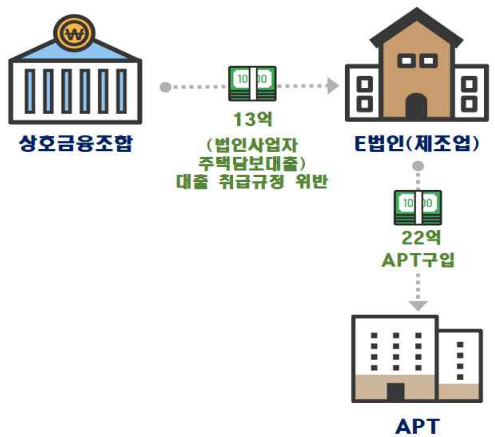 상호금융조합
13억
(법인사업자
주택담보대출)
대출 취급규정 위반
E법인(제조업)
22억
APT구입
APT